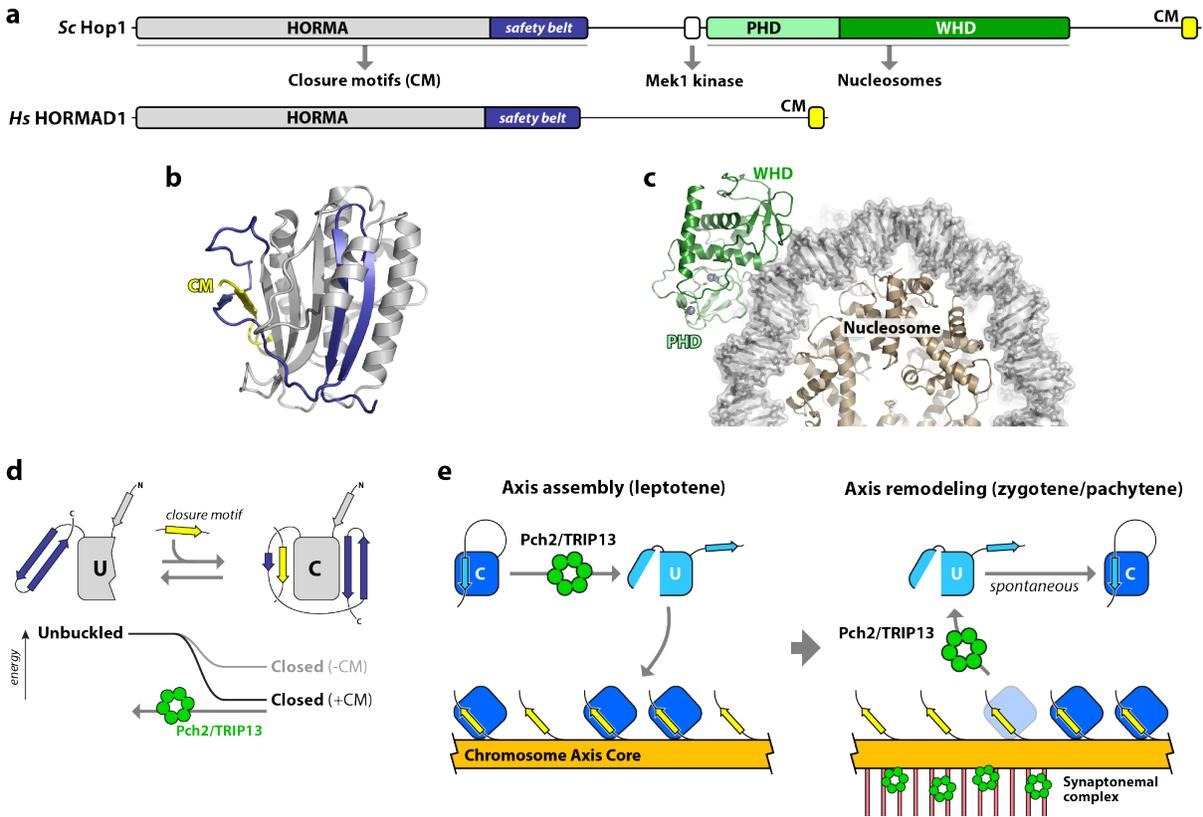 a
Sc Hop1
HORMA
safety belt
PHD
WHD
CM
Closure motifs (CM)
Mek1 kinase
Nucleosomes
Hs HORMAD1
HORMA
safety belt
CM
b
CM
c
WHD
PHD
Nucleosome
d
N
C
U
closure motif
N
C
C
energy
Unbuckled
Closed (-CM)
Closed (+CM)
Pch2/TRIP13
e
Axis assembly (leptotene)
C
Pch2/TRIP13
U
Chromosome Axis Core
Axis remodeling (zygotene/pachytene)
U
spontaneous
C
Pch2/TRIP13
Synaptonemal
complex